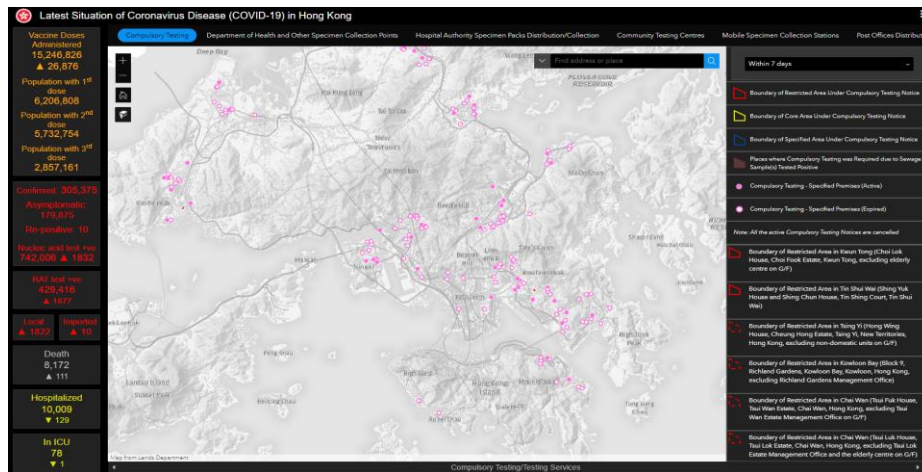 Latest Situation of Coronavirus Disease (COVID-19) in Hong Kong
Vaccine Doses
Administered
15,246,826
▲ 26,876
Population with 1st
dose
6,206,808
Population with 2nd
dose
5,732,754
Population with 3rd
dose
2,857,161
Confirmed: 305,375
Asymptomatic:
179,875
Re-positive: 10
Nucleic acid test +ve
742,006 ▲ 1832
RAT test +ve
429,416
▲ 1877
Local
▲ 1822
Imported
▲ 10
Death
8,172
▲ 111
Hospitalized
10,009
▼ 129
In ICU
78
▼ 1
Compulsory Testing
Department of Health and Other Specimen Collection Points
Hospital Authority Specimen Packs Distribution/Collection
Community Testing Centres
Mobile Specimen Collection Stations
Post Offices Distribut
Find address or place
Deep Bay
PLOVER COVE
RESERVOIR
New
Territories
Hong Kong
Island
Map from Lands Department
Compulsory Testing/Testing Services
Within 7 days
Boundary of Restricted Area Under Compulsory Testing Notice
Boundary of Core Area Under Compulsory Testing Notice
Boundary of Specified Area Under Compulsory Testing Notice
Places where Compulsory Testing was Required due to Sewage
Sample(s) Tested Positive
Compulsory Testing - Specified Premises (Active)
Compulsory Testing - Specified Premises (Expired)
Note: All the active Compulsory Testing Notices are cancelled
Boundary of Restricted Area in Kwun Tong (Choi Lok
House, Choi Fook Estate, Kwun Tong, excluding elderly
centre on G/F)
Boundary of Restricted Area in Tin Shui Wai (Shing Yuk
House and Shing Chun House, Tin Shing Court, Tin Shui
Wai)
Boundary of Restricted Area in Tsing Yi (Hong Wing
House, Cheung Hong Estate, Tsing Yi, New Territories,
Hong Kong, excluding non-domestic units on G/F)
Boundary of Restricted Area in Kowloon Bay (Block 9,
Richland Gardens, Kowloon Bay, Kowloon, Hong Kong,
excluding Richland Gardens Management Office)
Boundary of Restricted Area in Chai Wan (Tsui Fuk House,
Tsui Wan Estate, Chai Wan, Hong Kong, excluding Tsui
Wan Estate Management Office on G/F)
Boundary of Restricted Area in Chai Wan (Tsui Luk House,
Tsui Lok Estate, Chai Wan, Hong Kong, excluding Tsui Lok
Estate Management Office and the elderly centre on G/F)